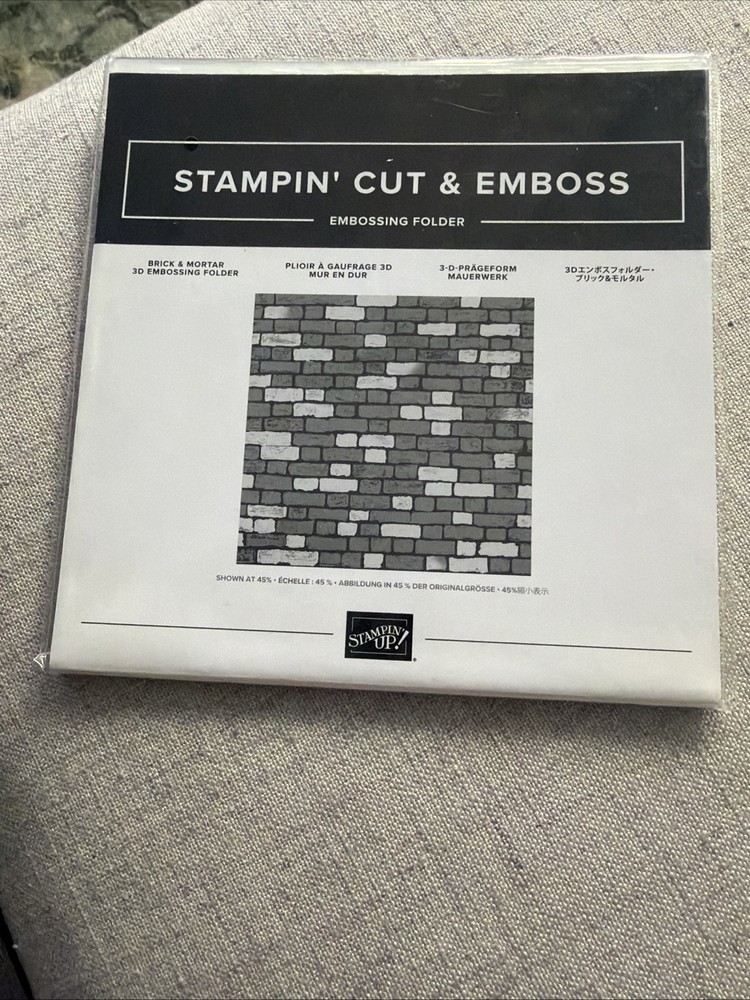 STAMPIN' CUT & EMBOSS
EMBOSSING FOLDER
BRICK & MORTAR
3D EMBOSSING FOLDER
PLIOIR À GAUFRAGE 3D
MUR EN DUR
3-D-PRÄGEFORM
MAUERWERK
3Dエンボスフォルダー・
ブリック&モルタル
SHOWN AT 45% • ÉCHELLE : 45 % • ABBILDUNG IN 45 % DER ORIGINALGRÖSSE • 45%縮小表示
STAMPIN'
UP!®